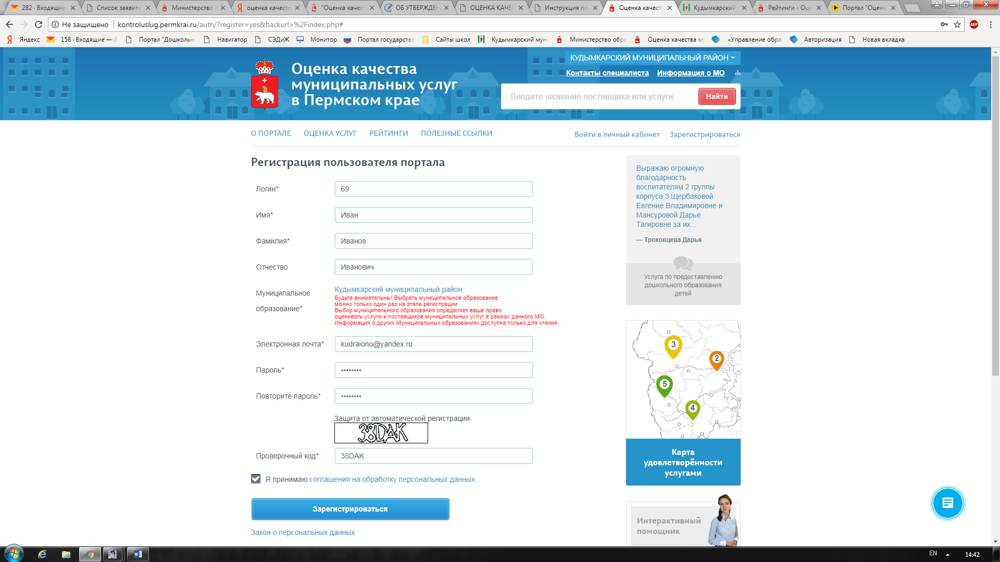 282 · Входящие
Список заявите
Министерство
оценка качеств
"Оценка качест
ОБ УТВЕРЖДЕН
ОЦЕНКА КАЧЕС
Инструкция по
Оценка качеств
Кудымкарский
Рейтинги - Оце
Портал "Оценк
Не защищено
kontroluslug.permkrai.ru/auth/?register=yes&backurl=%2Findex.php#
ABP
Яндекс
158 · Входящие — Я
Портал "Дошкольн
Навигатор
СЭДиЖ
Монитор
Портал государстве
Сайты школ
Кудымкарский мун
Министерство обра
Оценка качества му
«Управление образ
Авторизация
Новая вкладка
КУДЫМКАРСКИЙ МУНИЦИПАЛЬНЫЙ РАЙОН
Оценка качества
муниципальных услуг
в Пермском крае
Контакты специалиста
Информация о МО
Введите название поставщика или услуги
Найти
О ПОРТАЛЕ
ОЦЕНКА УСЛУГ
РЕЙТИНГИ
ПОЛЕЗНЫЕ ССЫЛКИ
Войти в личный кабинет
Зарегистрироваться
Регистрация пользователя портала
Логин*
69
Имя*
Иван
Фамилия*
Иванов
Отчество
Иванович
Муниципальное
образование*
Кудымкарский муниципальный район
Будьте внимательны! Выбрать муниципальное образование
можно только один раз на этапе регистрации.
Выбор муниципального образования определяет ваше право
оценивать услуги и поставщиков муниципальных услуг в рамках данного МО.
Информация о других Муниципальных образованиях доступна только для чтения.
Электронная почта*
kudraiono@yandex.ru
Пароль*
••••••••
Повторите пароль*
••••••••
Защита от автоматической регистрации
38DAK
Проверочный код*
38DAK
Я принимаю соглашения на обработку персональных данных.
Зарегистрироваться
Закон о персональных данных
Выражаю огромную
благодарность
воспитателям 2 группы
корпуса 3 Щербаковой
Евгение Владимировне и
Мансуровой Дарье
Тагировне за их...
— Троховцева Дарья
Услуга по предоставлению
дошкольного образования
детей
3
2
5
4
Карта
удовлетворённости
услугами
Интерактивный
помощник
EN
14:42